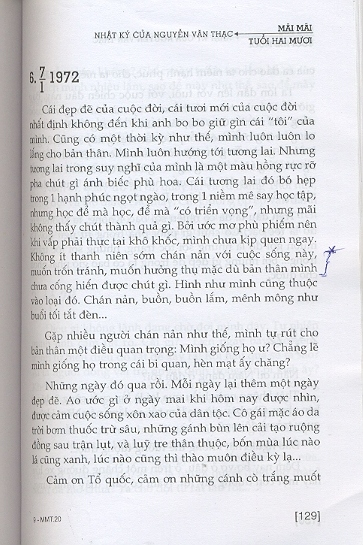 NHẬT KÝ CỦA NGUYỄN VĂN THẠC
MÃI MÃI
TUỔI HAI MƯƠI
6. 7/1 1972
Cái đẹp đẽ của cuộc đời, cái tươi mới của cuộc đời
nhất định không đến khi anh bo bo giữ gìn cái “tôi” của
mình. Cũng có một thời kỳ như thế, mình luôn luôn lo
lắng cho bản thân. Mình luôn hướng tới tương lai. Nhưng
tương lai trong suy nghĩ của mình là một màu hồng rực rỡ
pha chút gì ánh biếc phù hoa. Cái tương lai đó bó hẹp
trong 1 hạnh phúc ngọt ngào, trong 1 niềm mê say học tập,
nhưng học để mà học, để mà “có triển vọng”, nhưng mãi
không thấy chút thành quả gì. Bởi ước mơ phù phiếm nên
khi vấp phải thực tại khô khốc, mình chưa kịp quen ngay.
Không ít thanh niên sớm chán nản với cuộc sống này,
muốn trốn tránh, muốn hưởng thụ mặc dù bản thân mình
chưa cống hiến được chút gì. Hình như mình cũng thuộc
vào loại đó. Chán nản, buồn, buồn lắm, mênh mông như
buổi tối tắt đèn...
Gặp nhiều người chán nản như thế, mình tự rút cho
bản thân một điều quan trọng: Mình giống họ ư? Chẳng lẽ
mình giống họ trong cái bi quan, hèn mạt ấy chăng?
Những ngày đó qua rồi. Mỗi ngày lại thêm một ngày
đẹp đẽ. Ao ước gì ở ngày mai khi hôm nay được nhìn,
được cảm cuộc sống xôn xao của dân tộc. Cô gái mặc áo da
trời bơm thuốc trừ sâu, những gánh bùn lên cải tạo ruộng
đồng sau trận lụt, và luỹ tre thân thuộc, bốn mùa lúc nào
lá cũng xanh, lúc nào cũng thì thào muôn điều kỳ lạ...
Cảm ơn Tổ quốc, cảm ơn những cánh cò trắng muốt
9 - MMT.20
[129]